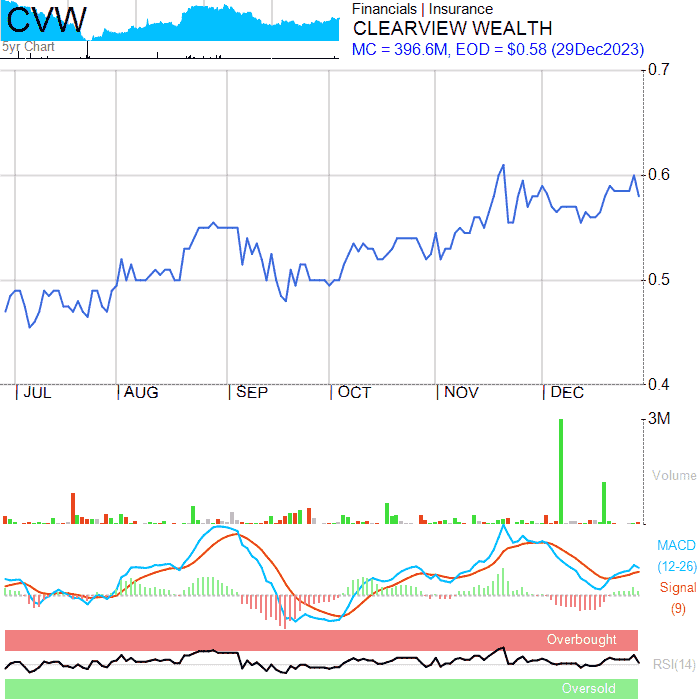 CVW
5yr Chart
Financials | Insurance
CLEARVIEW WEALTH
MC = 396.6M, EOD = $0.58 (29Dec2023)
0.7
0.6
0.5
0.4
| JUL | AUG | SEP | OCT | NOV | DEC
3M
Volume
MACD
(12-26)
Signal
(9)
Overbought
RSI(14)
Oversold